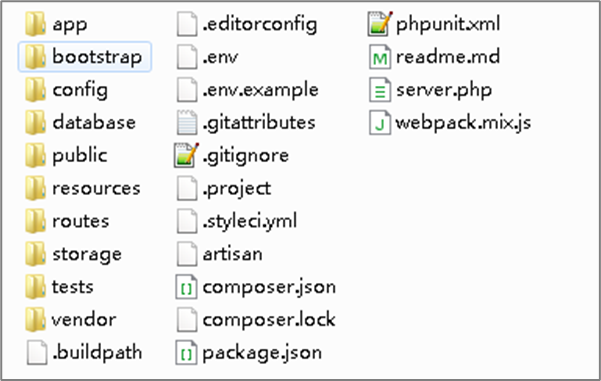 app
bootstrap
config
database
public
resources
routes
storage
tests
vendor
.buildpath
.editorconfig
.env
.env.example
.gitattributes
.gitignore
.project
.styleci.yml
artisan
composer.json
composer.lock
package.json
phpunit.xml
readme.md
server.php
webpack.mix.js